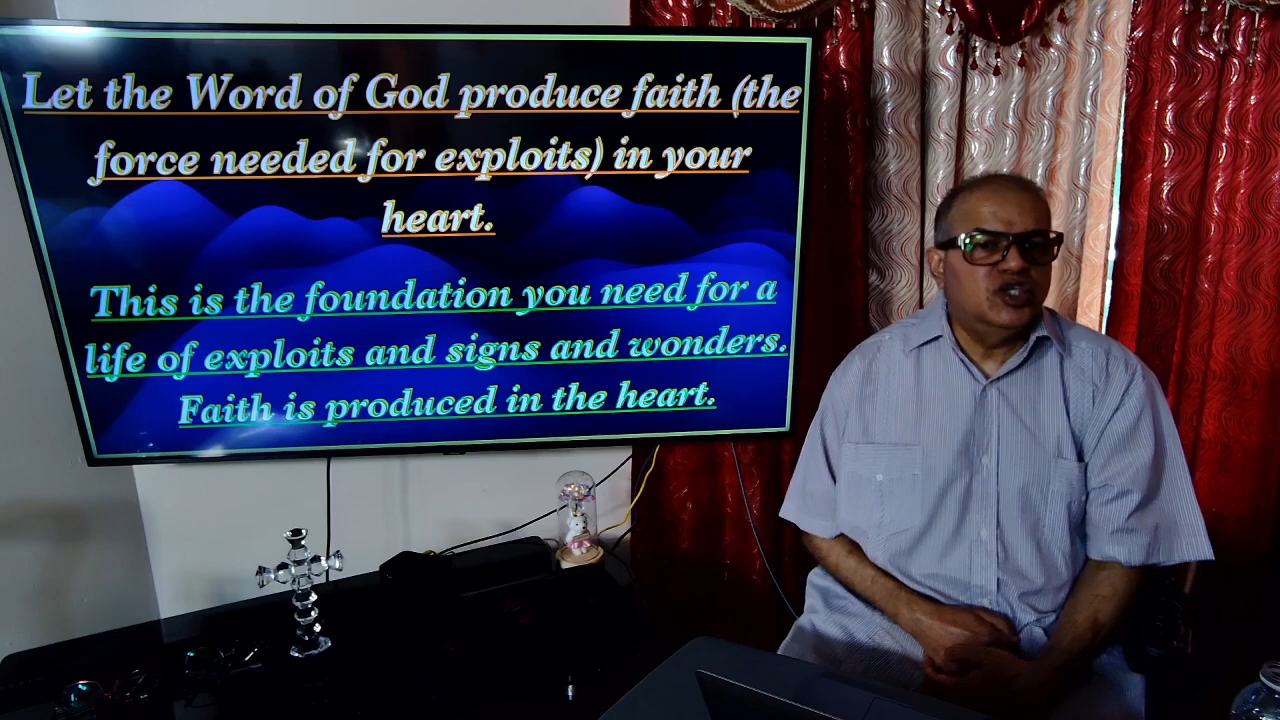 Let the Word of God produce faith (the
force needed for exploits) in your
heart.
This is the foundation you need for a
life of exploits and signs and wonders.
Faith is produced in the heart.